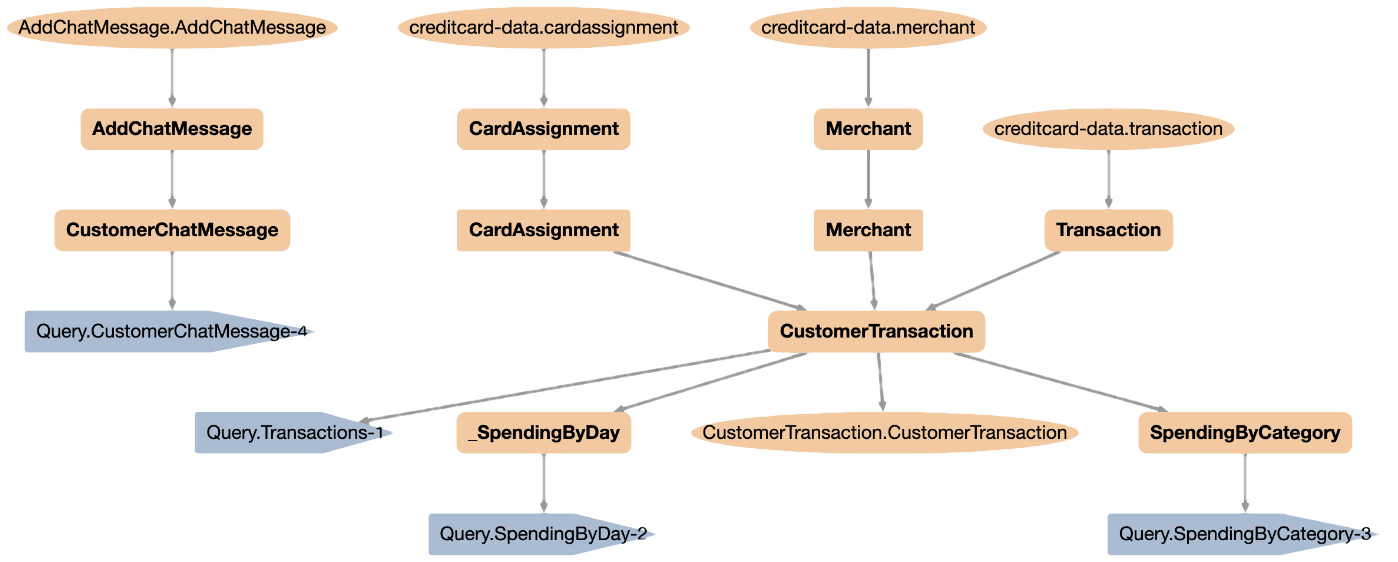 AddChatMessage.AddChatMessage
creditcard-data.cardassignment
creditcard-data.merchant
AddChatMessage
CardAssignment
Merchant
creditcard-data.transaction
CustomerChatMessage
CardAssignment
Merchant
Transaction
Query.CustomerChatMessage-4
CustomerTransaction
Query.Transactions-1
_SpendingByDay
CustomerTransaction.CustomerTransaction
SpendingByCategory
Query.SpendingByDay-2
Query.SpendingByCategory-3